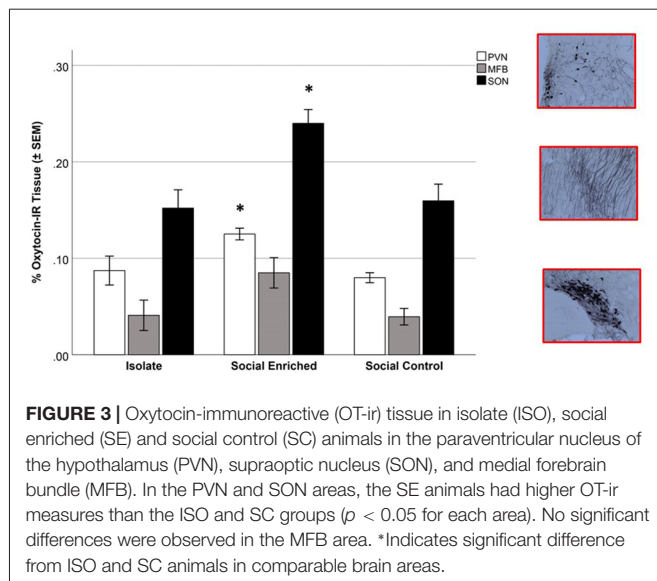 .30
.20
.10
.00
% Oxytocin-IR Tissue (± SEM)
PVN
MFB
SON
*
*
Isolate
Social Enriched
Social Control
FIGURE 3 | Oxytocin-immunoreactive (OT-ir) tissue in isolate (ISO), social
enriched (SE) and social control (SC) animals in the paraventricular nucleus of
the hypothalamus (PVN), supraoptic nucleus (SON), and medial forebrain
bundle (MFB). In the PVN and SON areas, the SE animals had higher OT-ir
measures than the ISO and SC groups (p < 0.05 for each area). No significant
differences were observed in the MFB area. *Indicates significant difference
from ISO and SC animals in comparable brain areas.